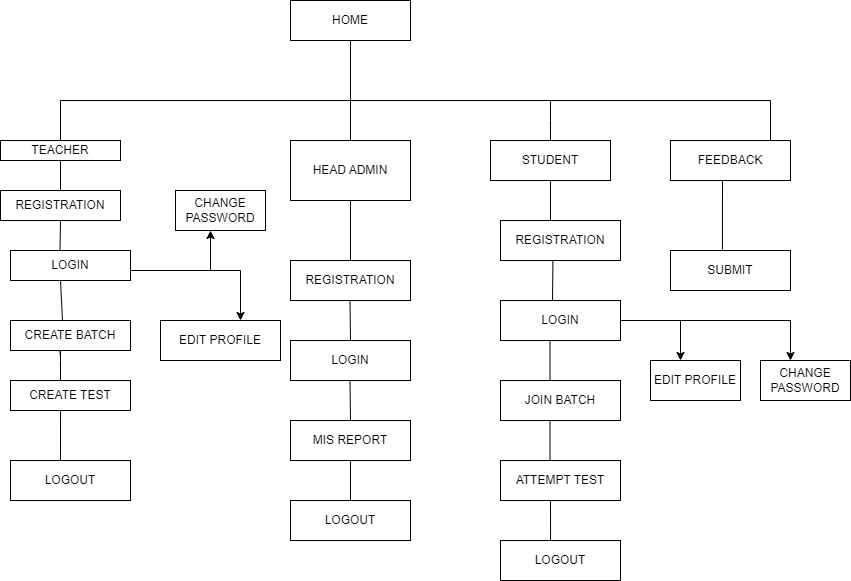 HOME
TEACHER
HEAD ADMIN
STUDENT
FEEDBACK
REGISTRATION
CHANGE
PASSWORD
REGISTRATION
LOGIN
REGISTRATION
SUBMIT
CREATE BATCH
EDIT PROFILE
LOGIN
LOGIN
CREATE TEST
EDIT PROFILE
CHANGE
PASSWORD
JOIN BATCH
MIS REPORT
LOGOUT
ATTEMPT TEST
LOGOUT
LOGOUT